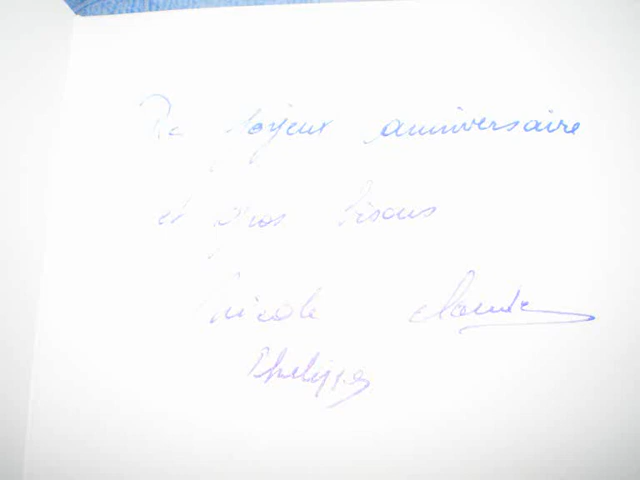 joyeux anniversaire
et gros bisous
Nicole Claude
Philippe